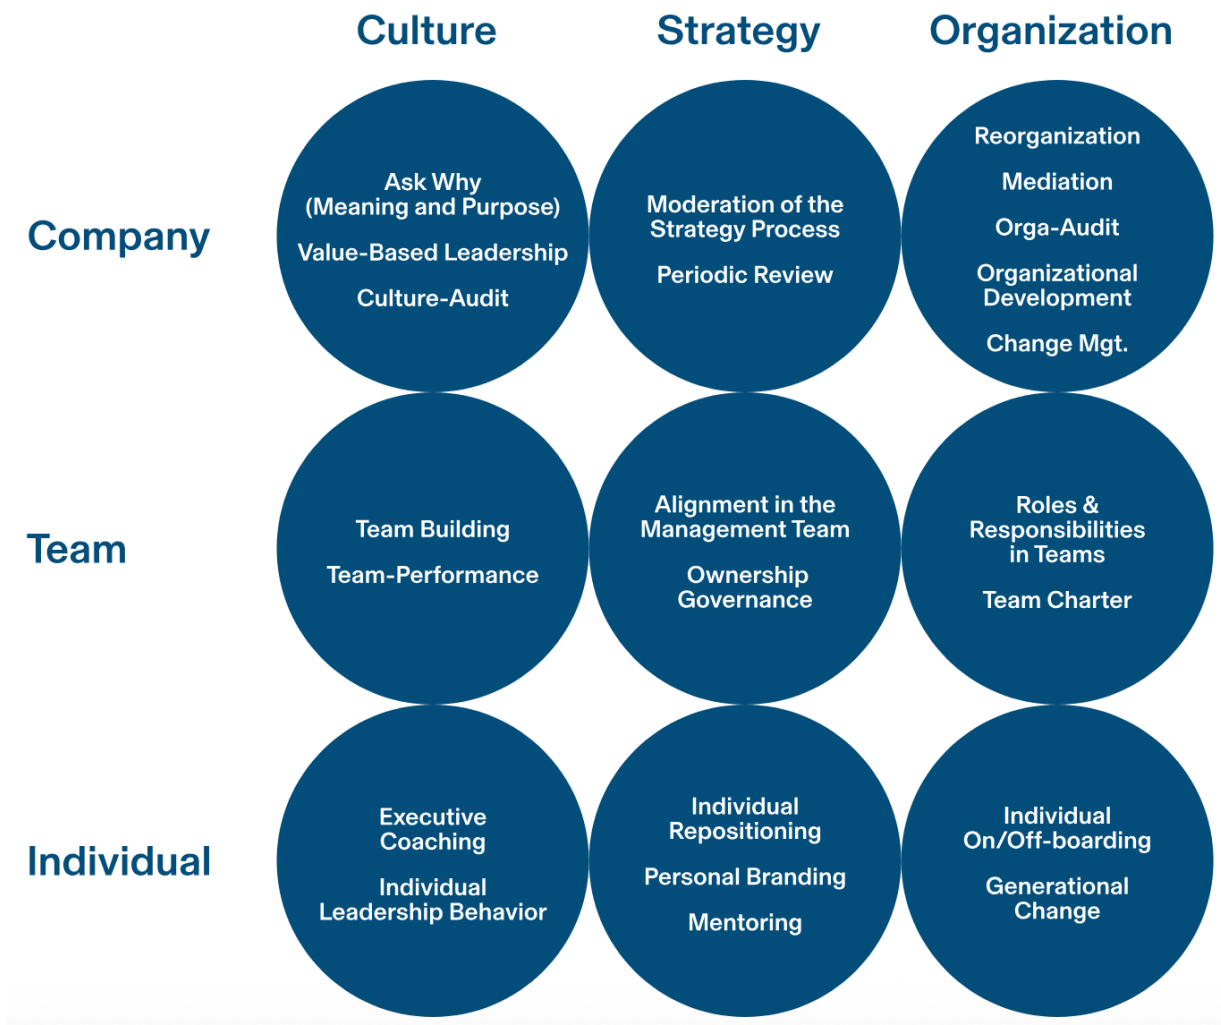 Culture
Strategy
Organization
Company
Ask Why
(Meaning and Purpose)
Value-Based Leadership
Culture-Audit
Moderation of the
Strategy Process
Periodic Review
Reorganization
Mediation
Orga-Audit
Organizational
Development
Change Mgt.
Team
Team Building
Team-Performance
Alignment in the
Management Team
Ownership
Governance
Roles &
Responsibilities
in Teams
Team Charter
Individual
Executive
Coaching
Individual
Leadership Behavior
Individual
Repositioning
Personal Branding
Mentoring
Individual
On/Off-boarding
Generational
Change